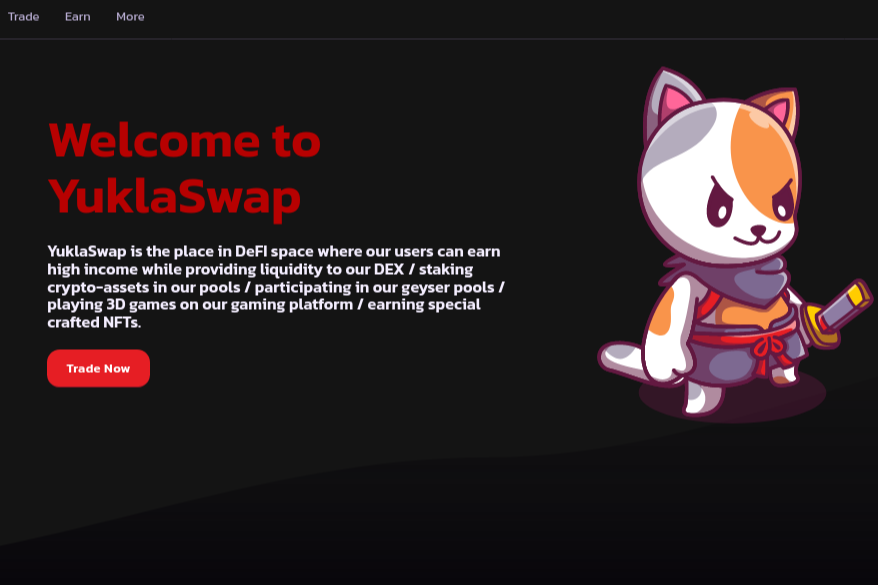 Trade Earn More
Welcome to
YuklaSwap
YuklaSwap is the place in DeFI space where our users can earn
high income while providing liquidity to our DEX / staking
crypto-assets in our pools / participating in our geyser pools /
playing 3D games on our gaming platform / earning special
crafted NFTs.
Trade Now